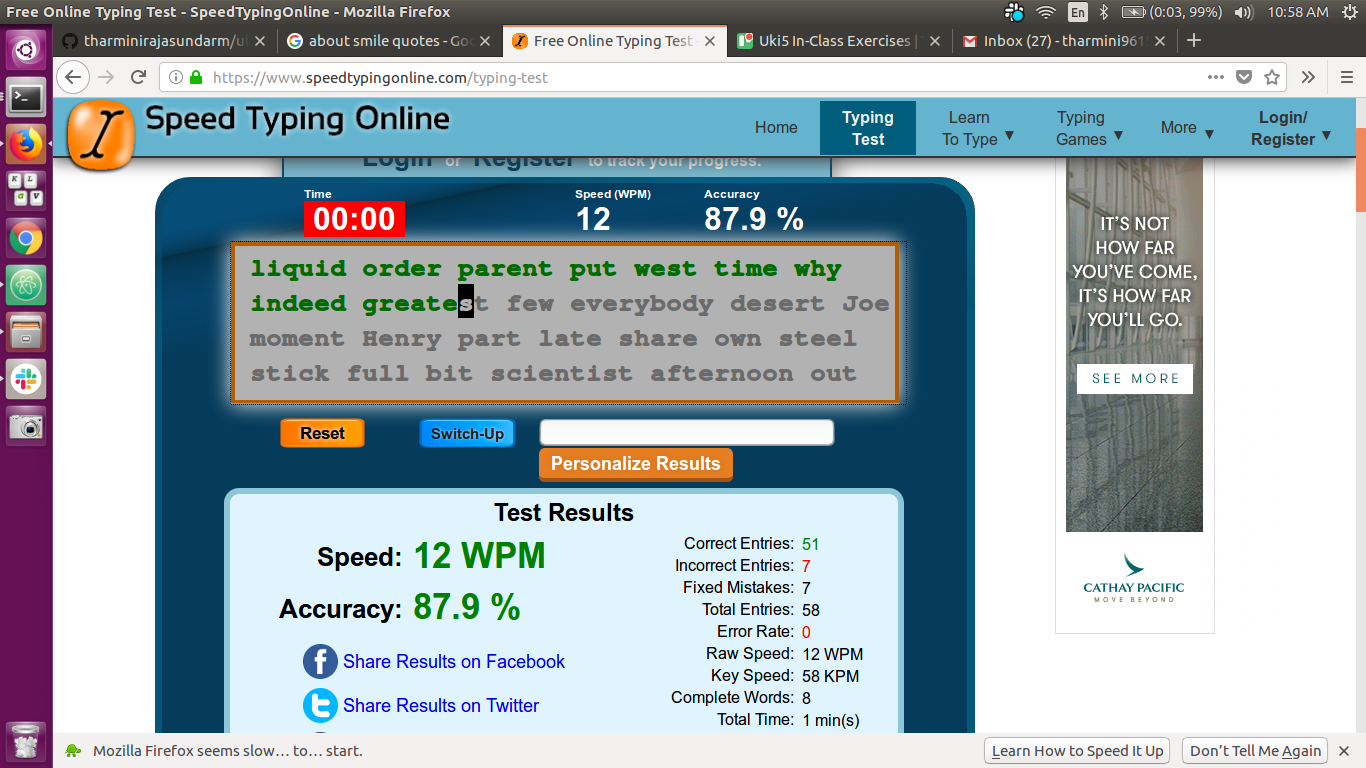 Free Online Typing Test - SpeedTypingOnline - Mozilla Firefox
En (0:03, 99%) 10:58 AM
tharminirajasundarm/u
about smile quotes - Goo
Free Online Typing Test
Uki5 In-Class Exercises |
Inbox (27) - tharmini961
https://www.speedtypingonline.com/typing-test
Speed Typing Online
Home
Typing
Test
Learn
To Type
Typing
Games
More
Login/
Register
Login or Register to track your progress.
Time
00:00
Speed (WPM)
12
Accuracy
87.9 %
liquid order parent put west time why
indeed greatest few everybody desert Joe
moment Henry part late share own steel
stick full bit scientist afternoon out
Reset
Switch-Up
Personalize Results
Test Results
Speed: 12 WPM
Accuracy: 87.9 %
Share Results on Facebook
Share Results on Twitter
Correct Entries: 51
Incorrect Entries: 7
Fixed Mistakes: 7
Total Entries: 58
Error Rate: 0
Raw Speed: 12 WPM
Key Speed: 58 KPM
Complete Words: 8
Total Time: 1 min(s)
IT'S NOT
HOW FAR
YOU'VE COME,
IT'S HOW FAR
YOU'LL GO.
SEE MORE
CATHAY PACIFIC
MOVE BEYOND
K L
a v
Mozilla Firefox seems slow… to… start.
Learn How to Speed It Up
Don't Tell Me Again